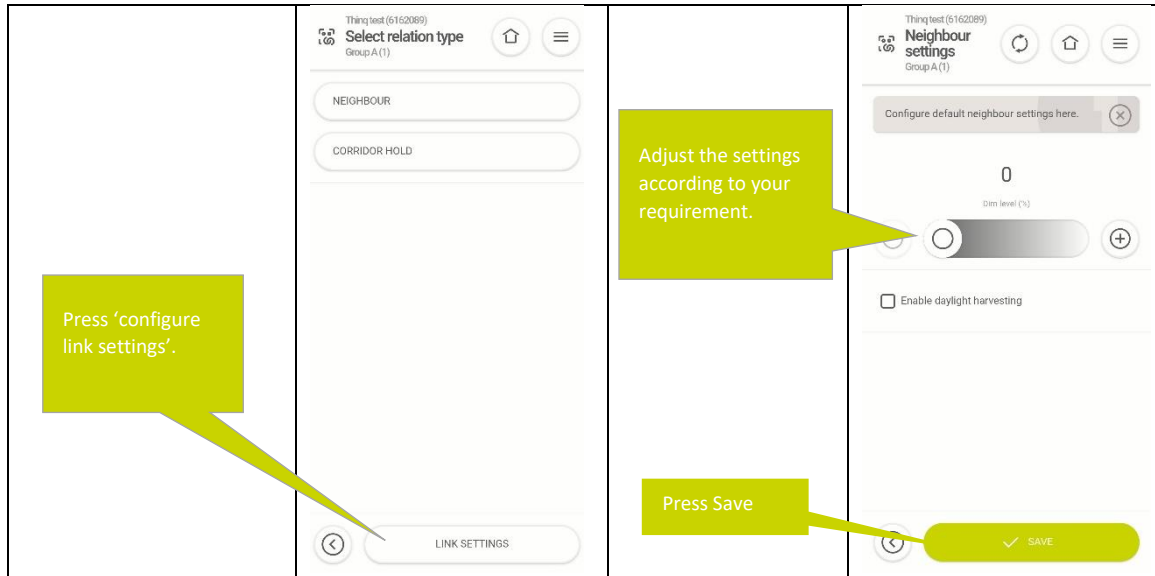 Thinq test (6162089)
Select relation type
Group A (1)
NEIGHBOUR
CORRIDOR HOLD
Press ‘configure
link settings’.
LINK SETTINGS
Thinq test (6162089)
Neighbour
settings
Group A (1)
Configure default neighbour settings here.
Adjust the settings
according to your
requirement.
0
Dim level (%)
Enable daylight harvesting
Press Save
SAVE